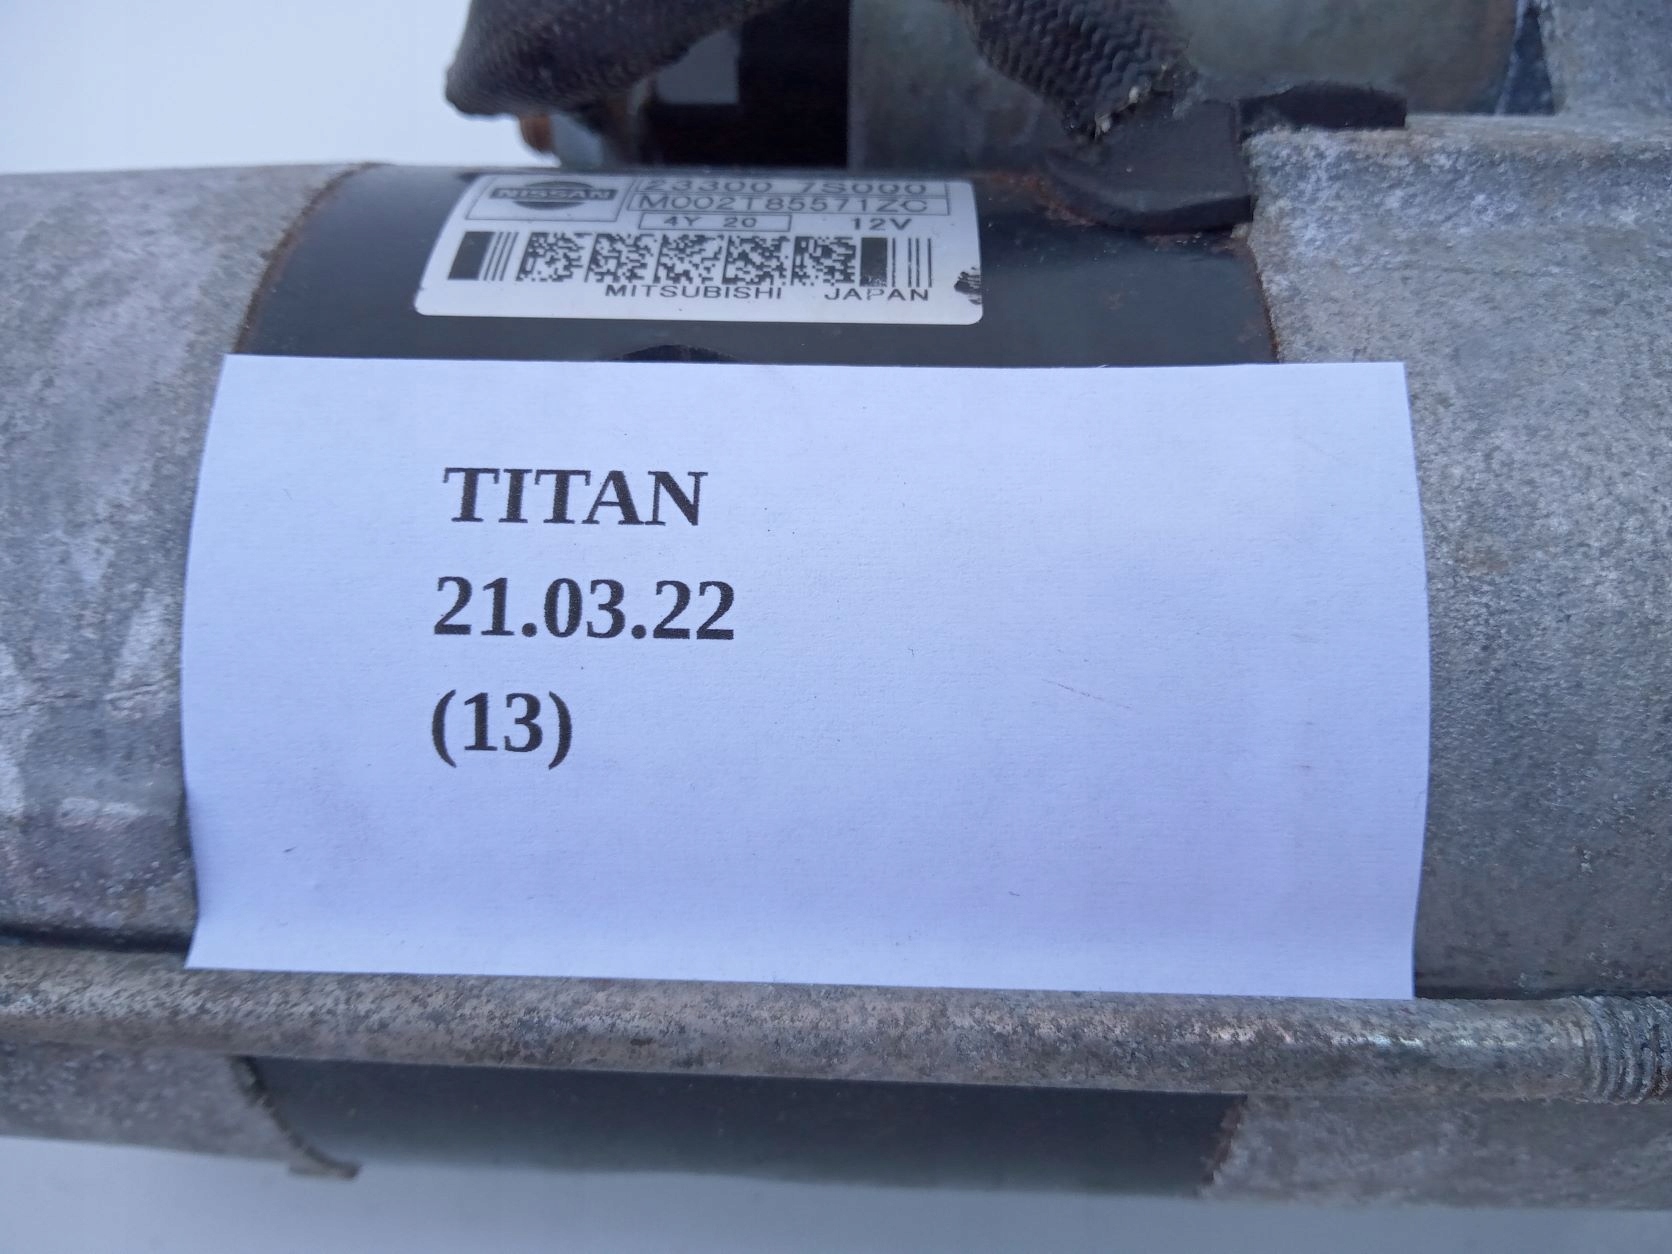 NISSAN
23300 7S000
M002T85571ZC
4Y 20 12V
MITSUBISHI JAPAN
TITAN
21.03.22
(13)